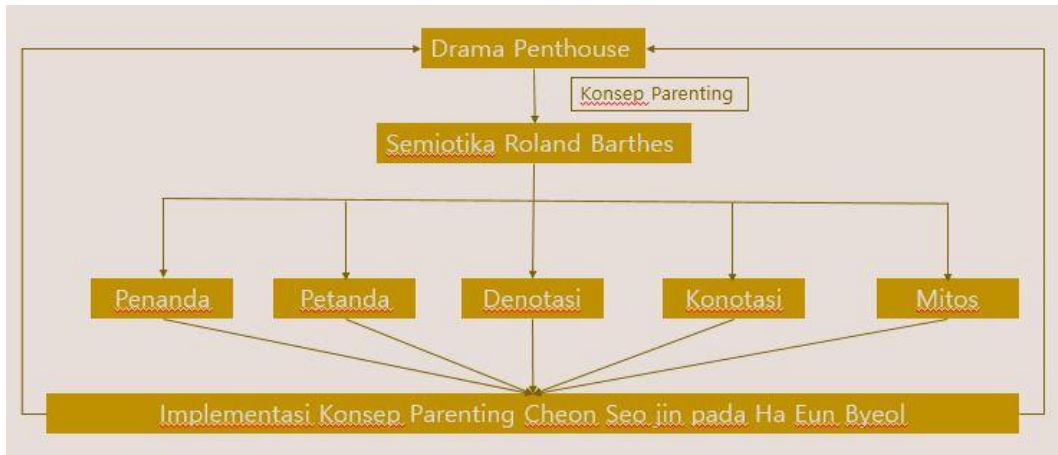 Drama Penthouse
Konsep Parenting
Semiotika Roland Barthes
Penanda
Petanda
Denotasi
Konotasi
Mitos
Implementasi Konsep Parenting Cheon Seo jin pada Ha Eun Byeol